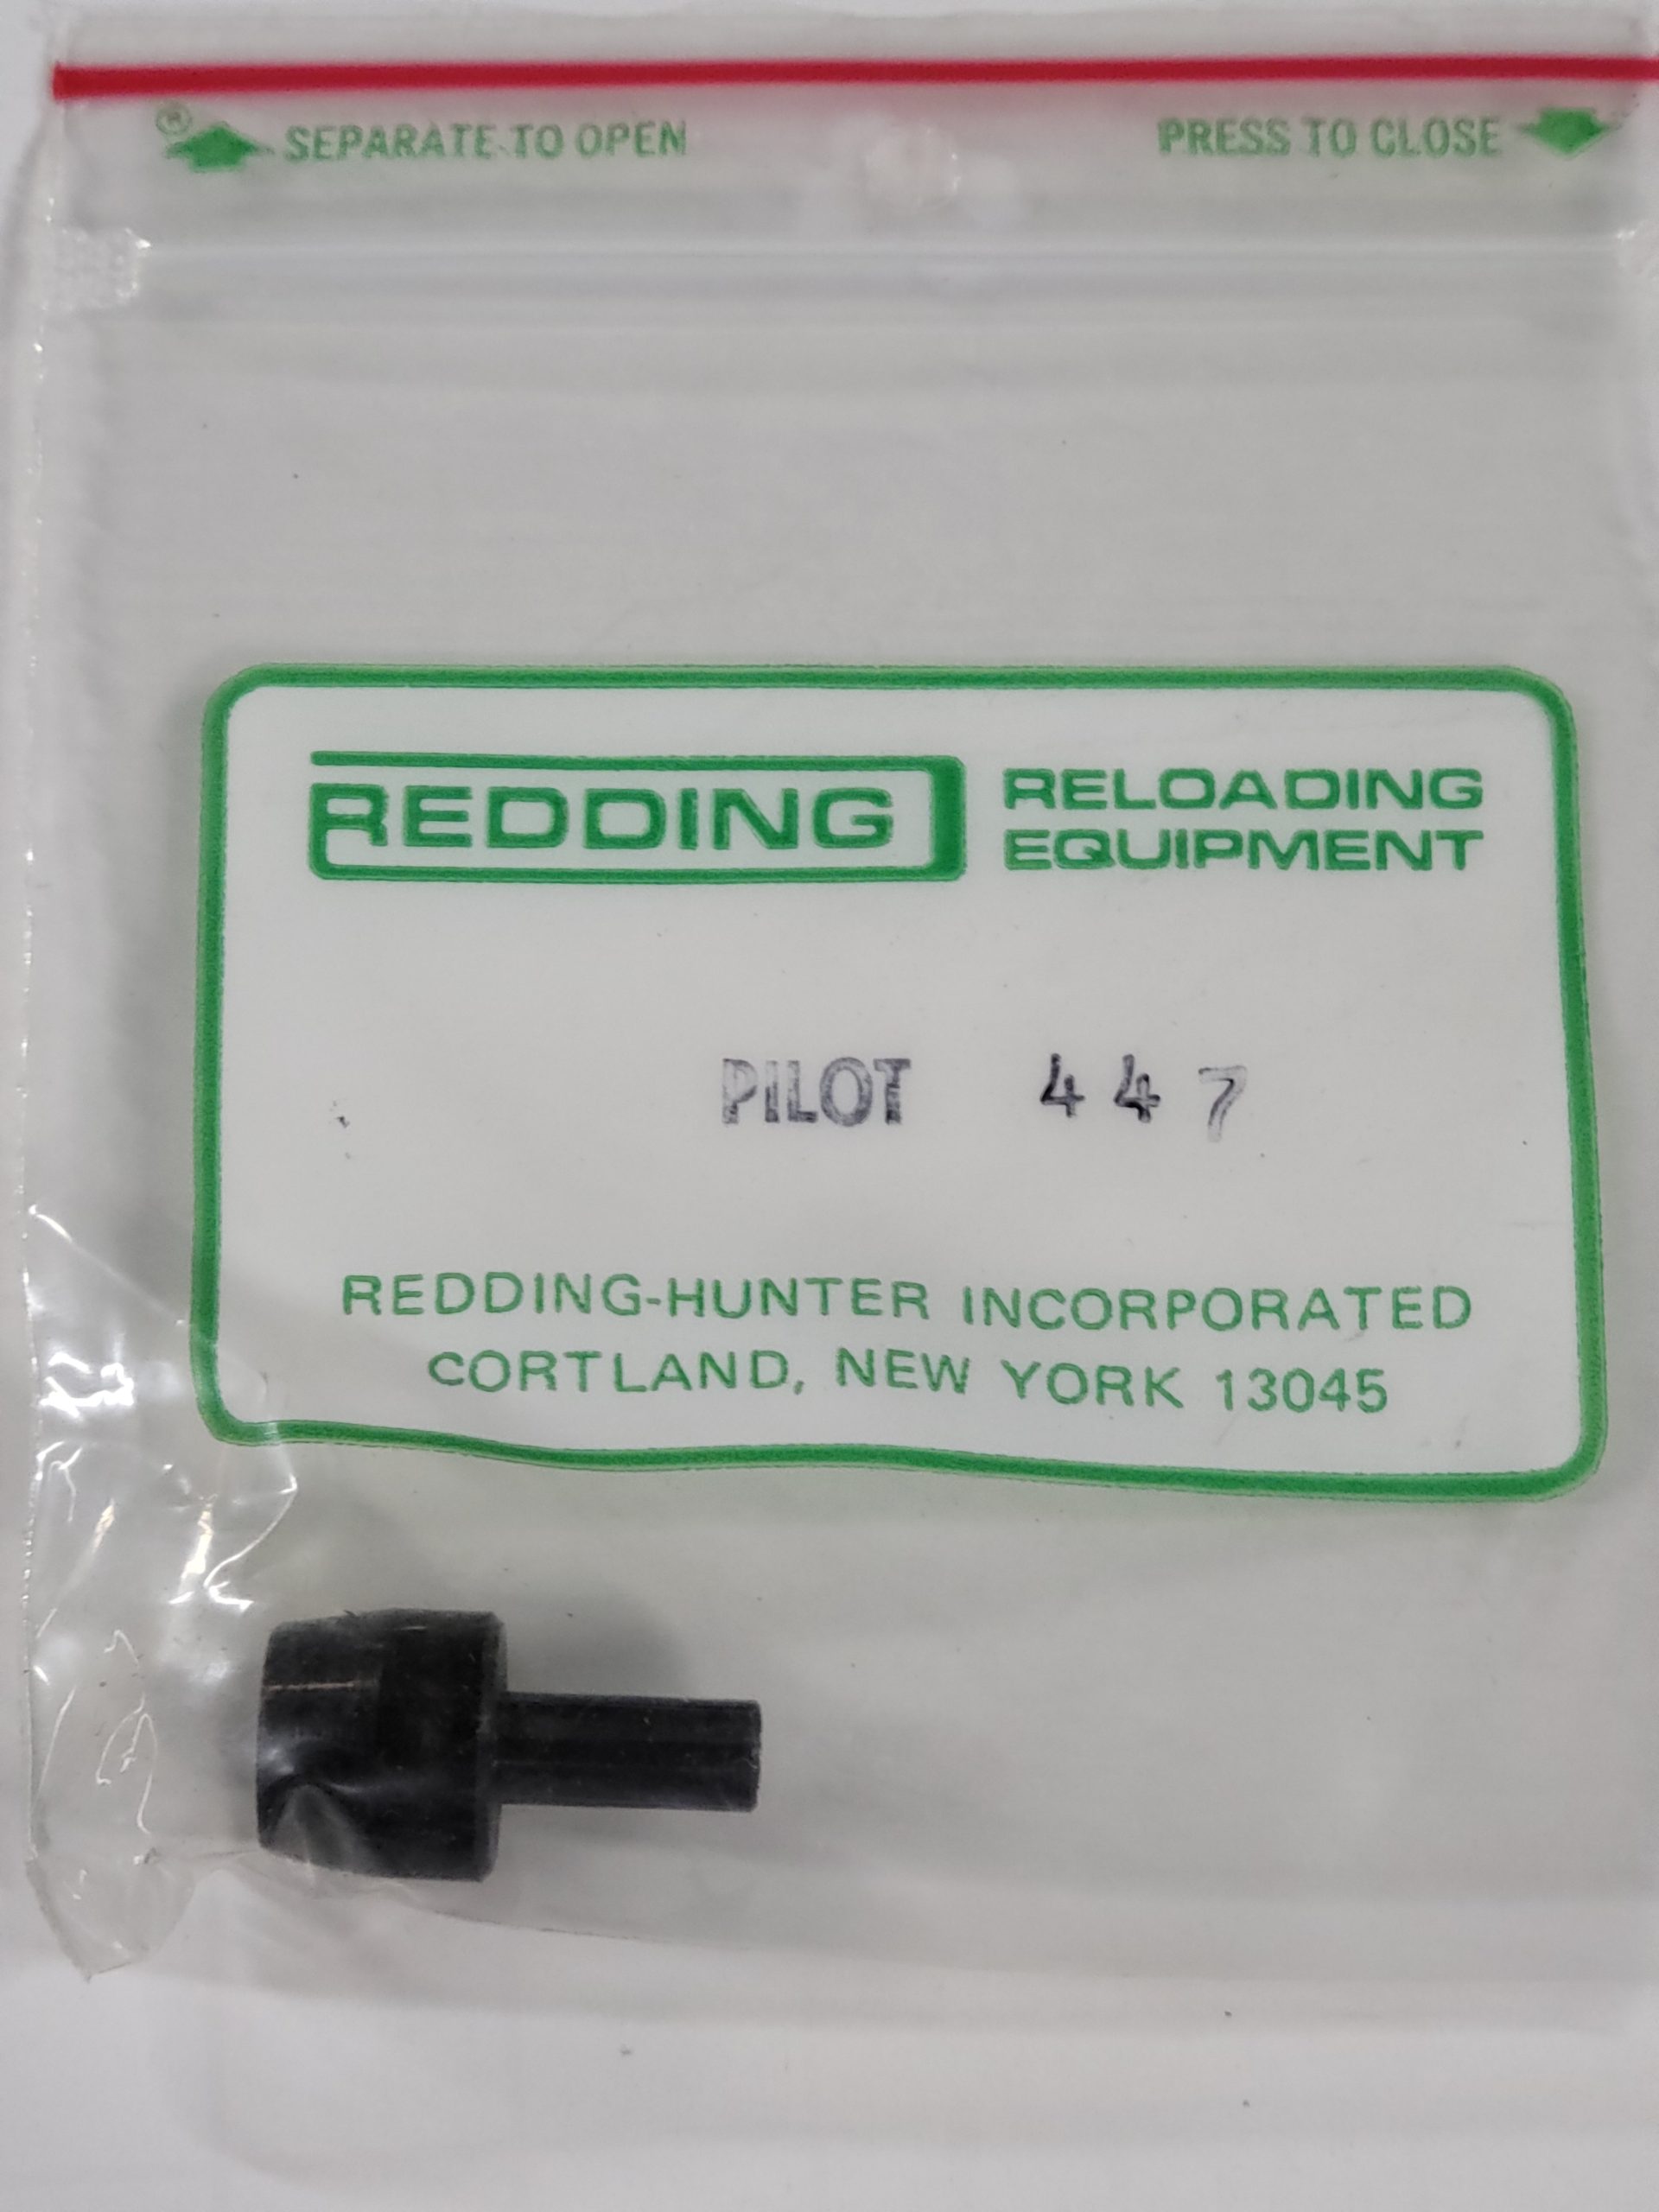 ® SEPARATE TO OPEN PRESS TO CLOSE
REDDING RELOADING
EQUIPMENT
PILOT 447
REDDING-HUNTER INCORPORATED
CORTLAND, NEW YORK 13045